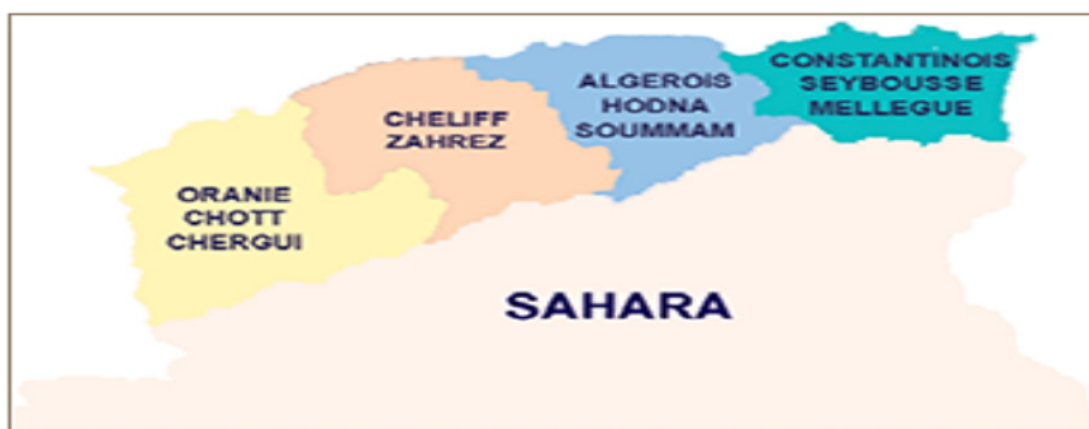 CONSTANTINOIS
SEYBOUSSE
MELLEGUE
ALGEROIS
HODNA
SOUMMAM
CHELIFF
ZAHREZ
ORANIE
CHOTT
CHERGUI
SAHARA